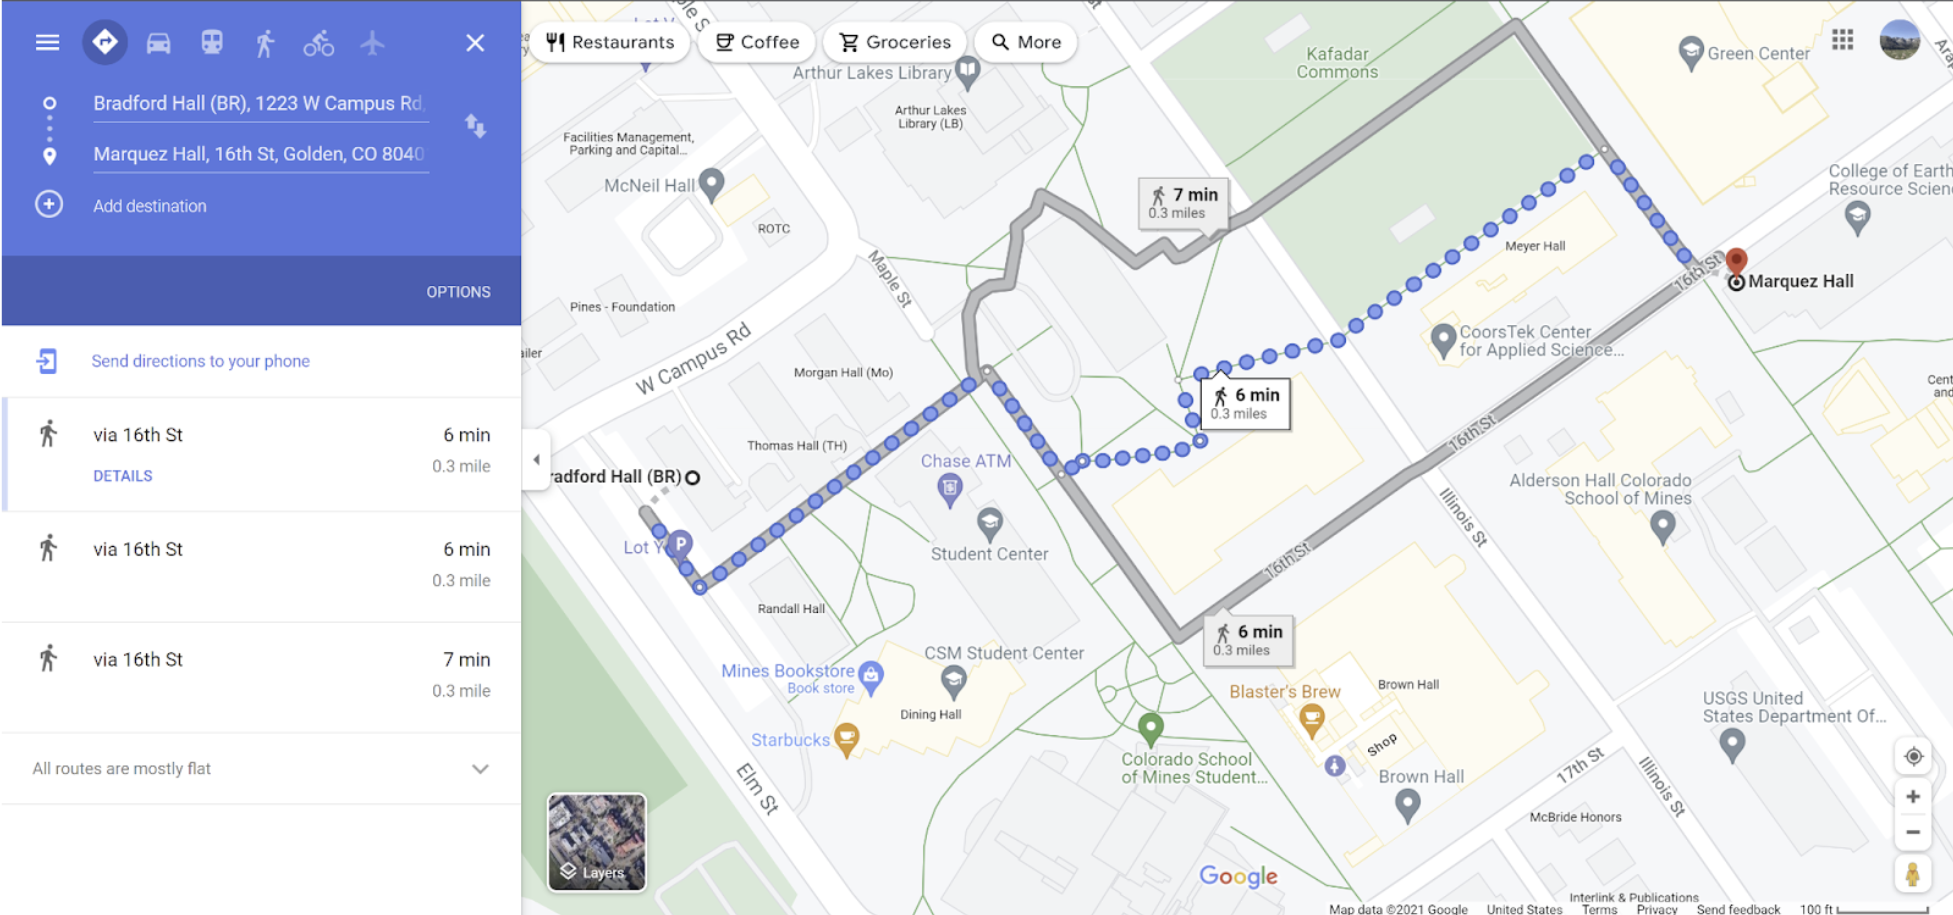 Bradford Hall (BR), 1223 W Campus Rd,
Marquez Hall, 16th St, Golden, CO 8040
Add destination
OPTIONS
Send directions to your phone
via 16th St
6 min
DETAILS
0.3 mile
via 16th St
6 min
0.3 mile
via 16th St
7 min
0.3 mile
All routes are mostly flat
Restaurants
Coffee
Groceries
More
Arthur Lakes Library
Arthur Lakes
Library (LB)
Kafadar
Commons
Green Center
Facilities Management,
Parking and Capital...
McNeil Hall
ROTC
7 min
0.3 miles
College of Earth
Resource Scienc
Maple St
Meyer Hall
16th St
Marquez Hall
Pines - Foundation
W Campus Rd
ailer
Morgan Hall (Mo)
CoorsTek Center
for Applied Science...
Cent
and
6 min
0.3 miles
Thomas Hall (TH)
Chase ATM
radford Hall (BR)
16th St
Alderson Hall Colorado
School of Mines
Illinois St
Lot Y
P
Student Center
16th St
Randall Hall
6 min
0.3 miles
CSM Student Center
Mines Bookstore
Book store
Dining Hall
Blaster's Brew
Brown Hall
USGS United
States Department Of...
Starbucks
Shop
Colorado School
of Mines Student...
Brown Hall
17th St
Illinois St
Elm St
McBride Honors
Layers
Google
Interlink & Publications
Map data ©2021 Google
United States
Terms
Privacy
Send feedback
100 ft